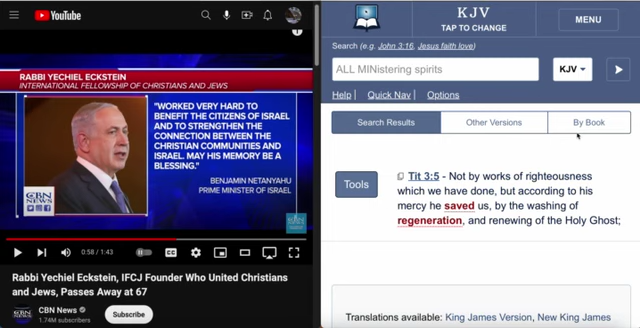 YouTube
RABBI YECHIEL ECKSTEIN
INTERNATIONAL FELLOWSHIP OF CHRISTIANS AND JEWS
"WORKED VERY HARD TO
BENEFIT THE CITIZENS OF ISRAEL
AND TO STRENGTHEN THE
CONNECTION BETWEEN THE
CHRISTIAN COMMUNITIES AND
ISRAEL. MAY HIS MEMORY BE A
BLESSING."
BENJAMIN NETANYAHU
PRIME MINISTER OF ISRAEL
CBN
NEWS
0:58 / 1:43
Rabbi Yechiel Eckstein, IFCJ Founder Who United Christians
and Jews, Passes Away at 67
CBN News
1.74M subscribers
Subscribe
KJV
TAP TO CHANGE
MENU
Search (e.g. John 3:16, Jesus faith love)
ALL MINistering spirits
KJV
Help | Quick Nav | Options
Search Results
Other Versions
By Book
Tools
Tit 3:5 - Not by works of righteousness
which we have done, but according to his
mercy he saved us, by the washing of
regeneration, and renewing of the Holy Ghost;
Translations available: King James Version, New King James